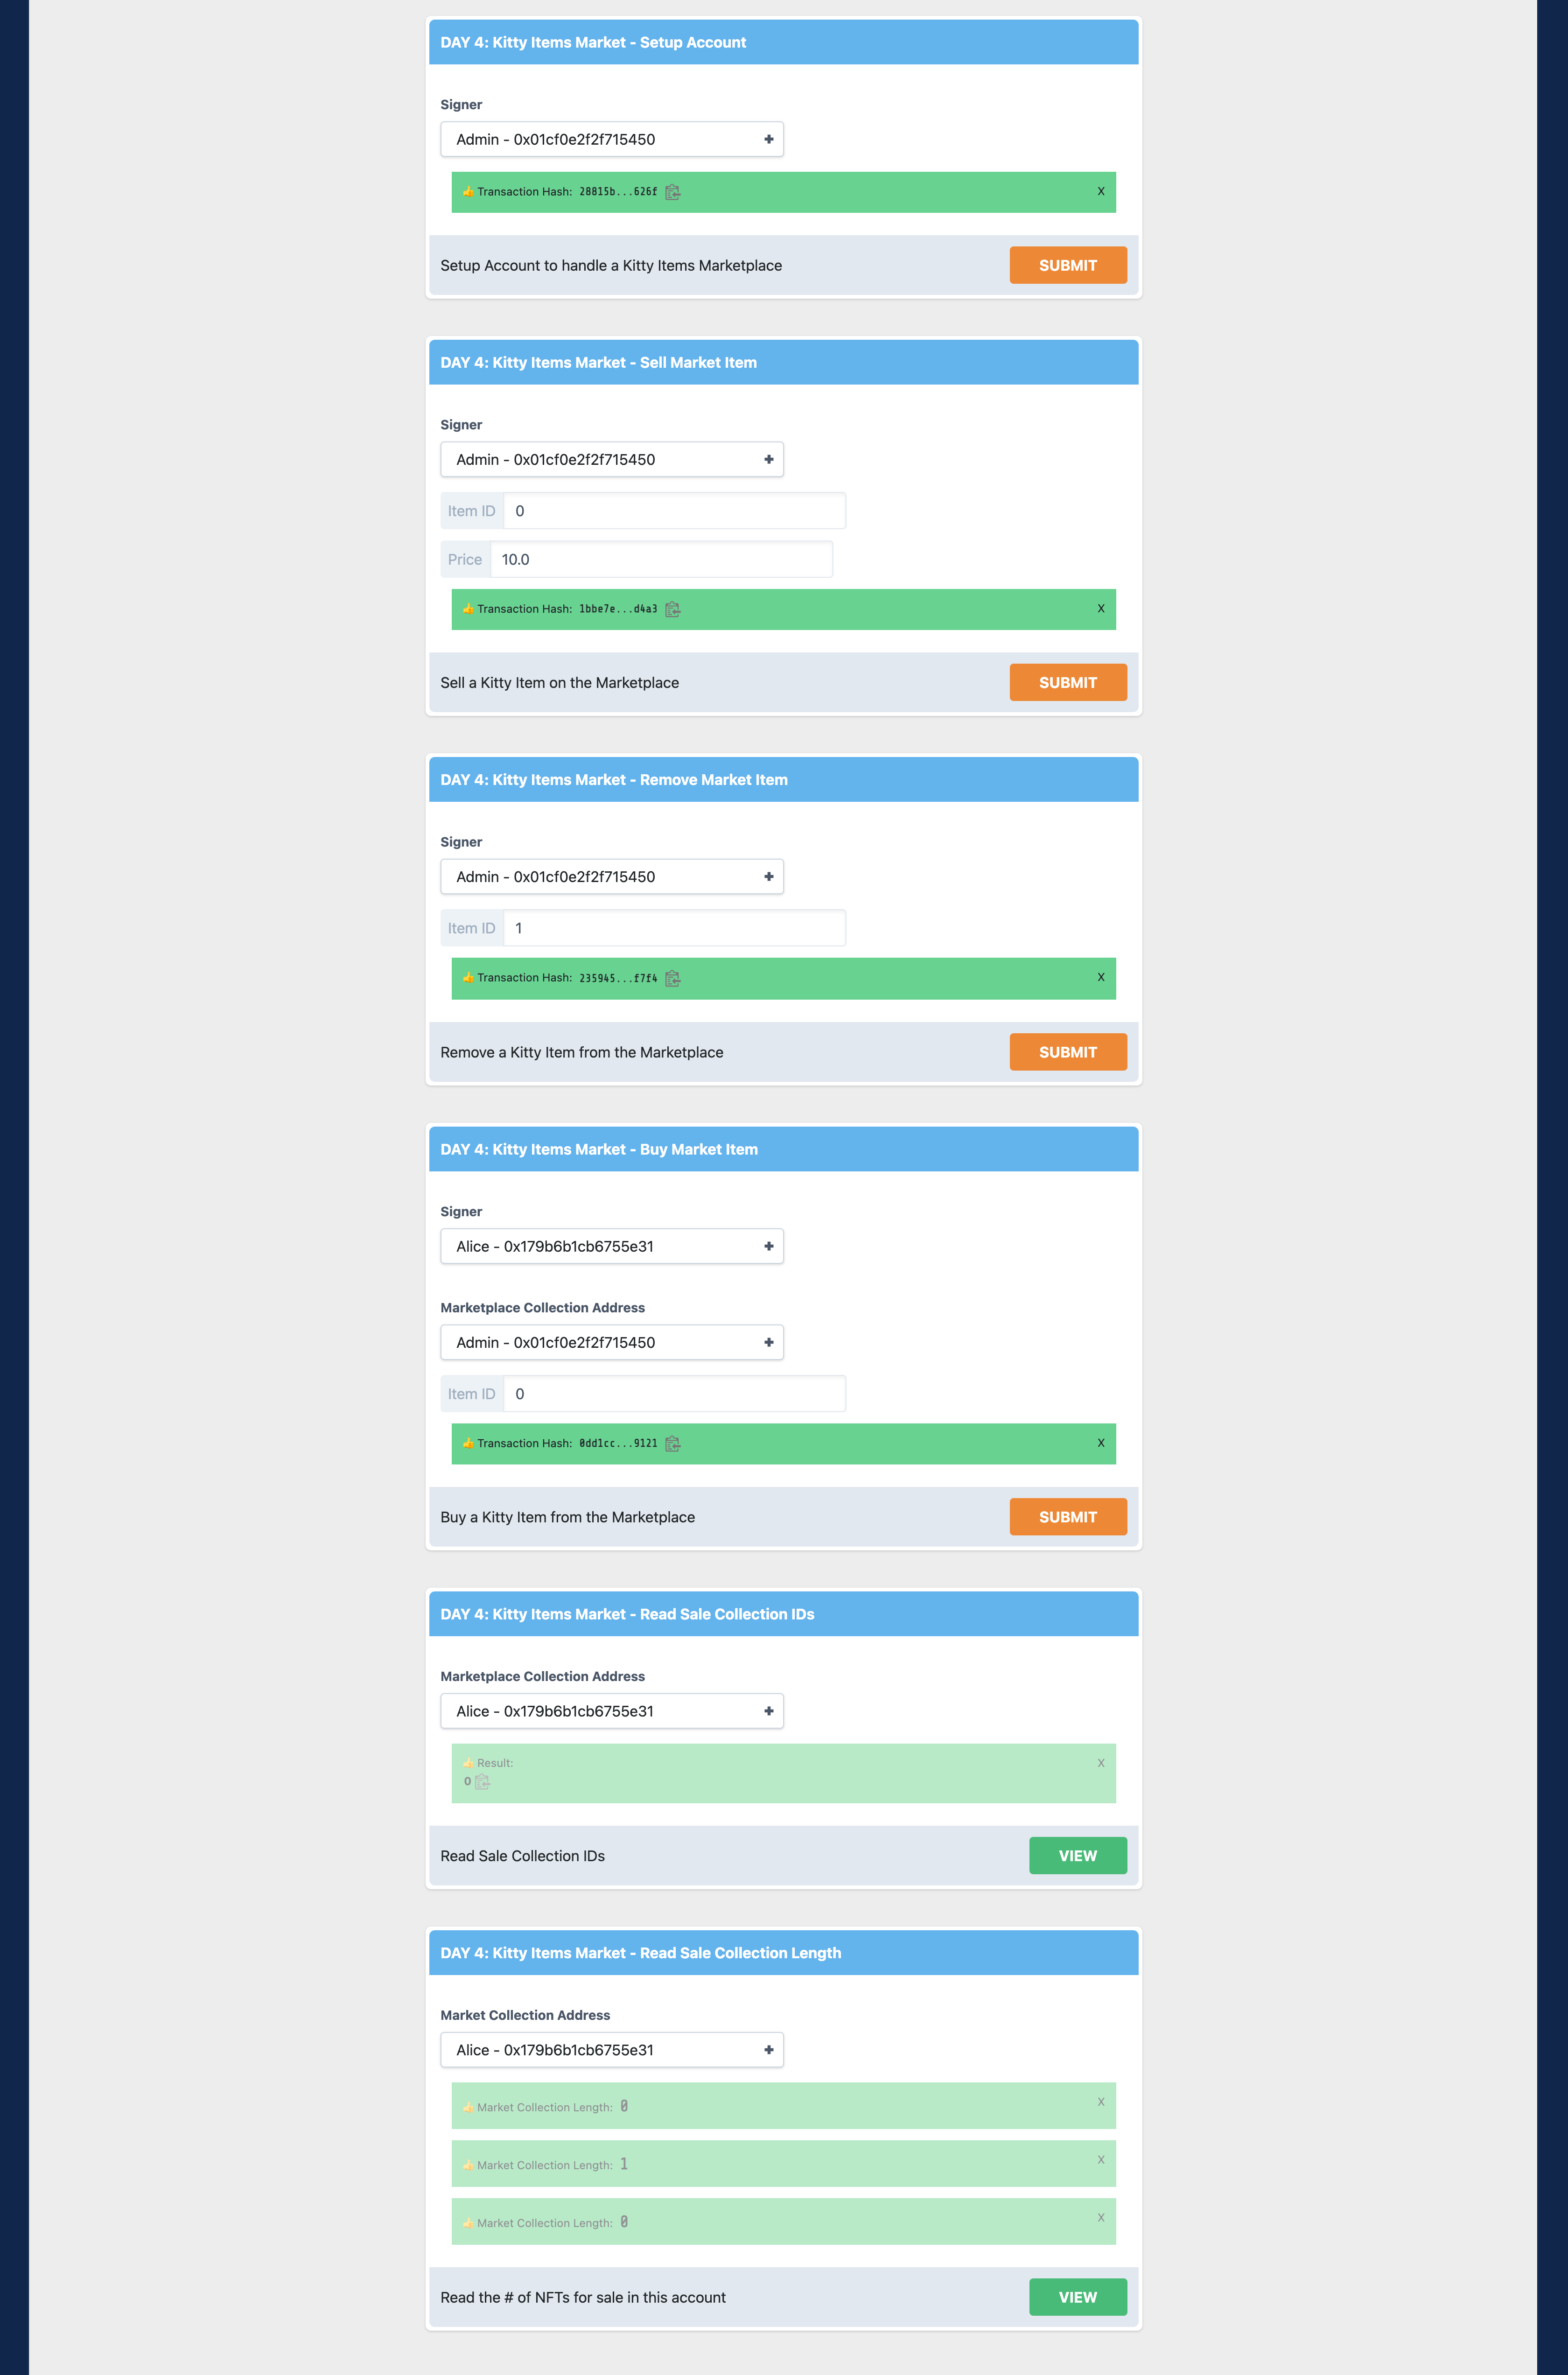 DAY 4: Kitty Items Market - Setup Account
Signer
Admin - 0x01cf0e2f2f715450
👍 Transaction Hash: 28815b...626f X
Setup Account to handle a Kitty Items Marketplace SUBMIT
DAY 4: Kitty Items Market - Sell Market Item
Signer
Admin - 0x01cf0e2f2f715450
Item ID 0
Price 10.0
👍 Transaction Hash: 1bbe7e...d4a3 X
Sell a Kitty Item on the Marketplace SUBMIT
DAY 4: Kitty Items Market - Remove Market Item
Signer
Admin - 0x01cf0e2f2f715450
Item ID 1
👍 Transaction Hash: 235945...f7f4 X
Remove a Kitty Item from the Marketplace SUBMIT
DAY 4: Kitty Items Market - Buy Market Item
Signer
Alice - 0x179b6b1cb6755e31
Marketplace Collection Address
Admin - 0x01cf0e2f2f715450
Item ID 0
👍 Transaction Hash: 0dd1cc...9121 X
Buy a Kitty Item from the Marketplace SUBMIT
DAY 4: Kitty Items Market - Read Sale Collection IDs
Marketplace Collection Address
Alice - 0x179b6b1cb6755e31
👍 Result: X
0
Read Sale Collection IDs VIEW
DAY 4: Kitty Items Market - Read Sale Collection Length
Market Collection Address
Alice - 0x179b6b1cb6755e31
👍 Market Collection Length: 0 X
👍 Market Collection Length: 1 X
👍 Market Collection Length: 0 X
Read the # of NFTs for sale in this account VIEW